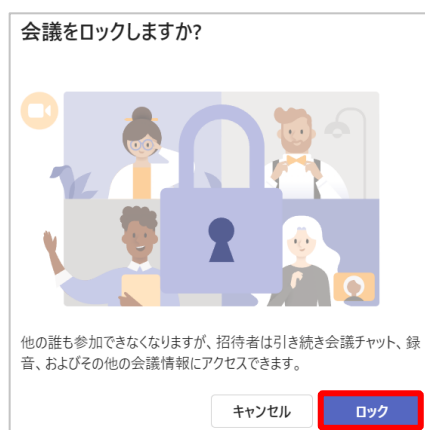 会議をロックしますか?
他の誰も参加できなくなりますが、招待者は引き続き会議チャット、録
音、およびその他の会議情報にアクセスできます。
キャンセル
ロック